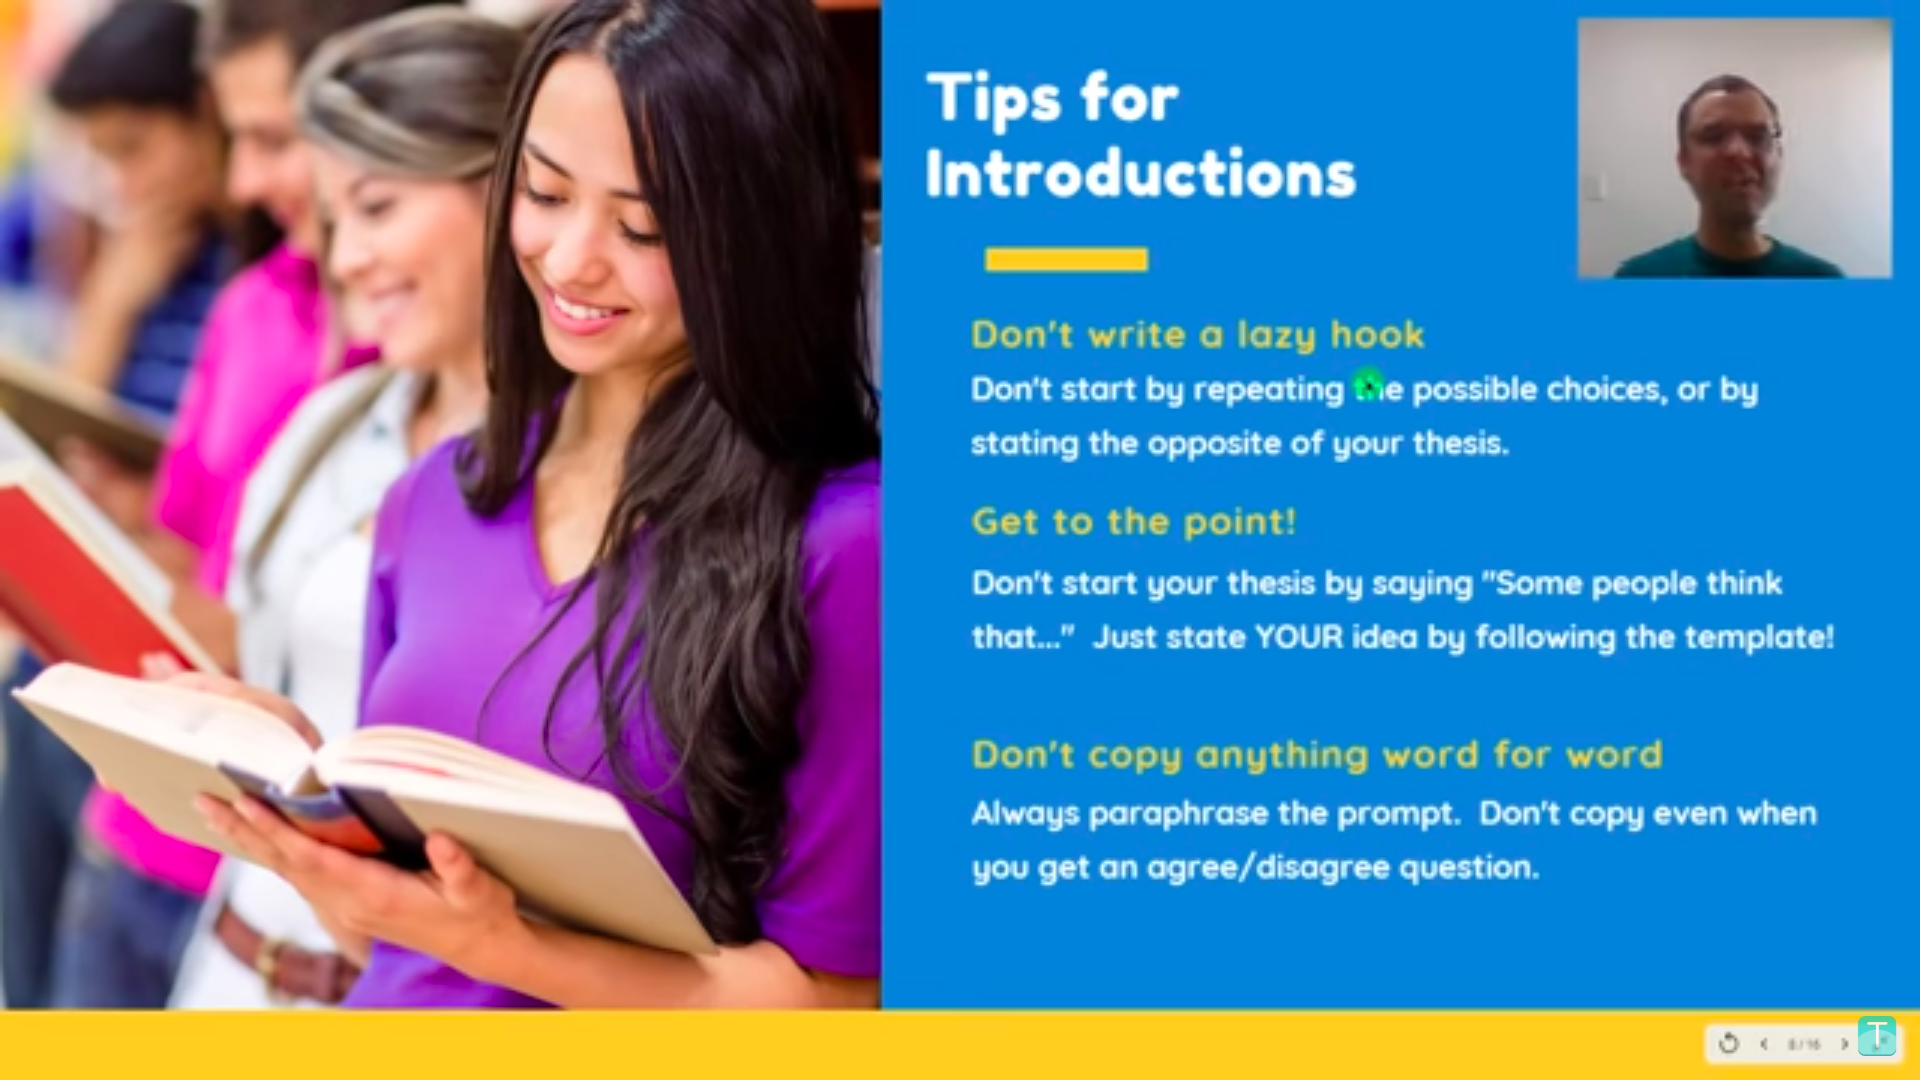 Tips for
Introductions
Don't write a lazy hook
Don't start by repeating the possible choices, or by
stating the opposite of your thesis.
Get to the point!
Don't start your thesis by saying "Some people think
that..."  Just state YOUR idea by following the template!
Don't copy anything word for word
Always paraphrase the prompt.  Don't copy even when
you get an agree/disagree question.
8/16
T